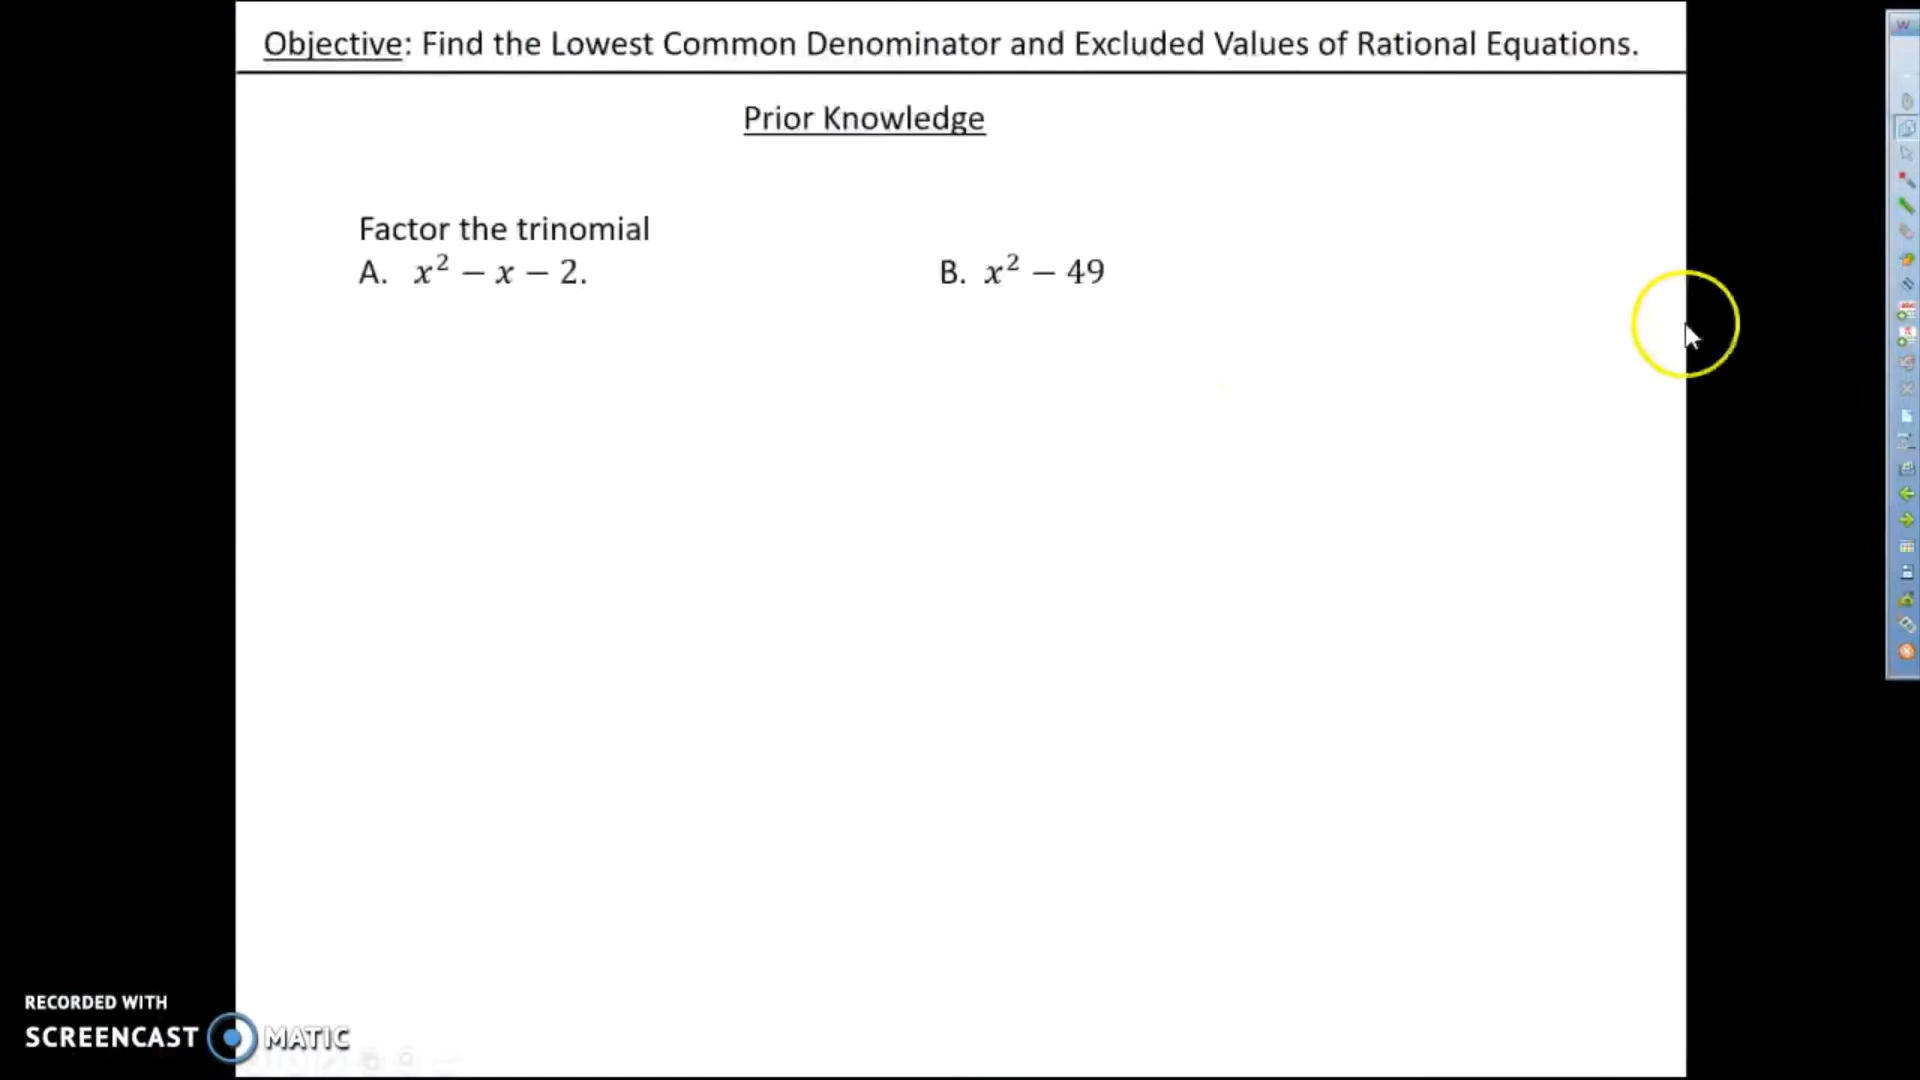 Objective: Find the Lowest Common Denominator and Excluded Values of Rational Equations.
Prior Knowledge
Factor the trinomial
A. x² − x − 2.
B. x² − 49
RECORDED WITH
SCREENCAST MATIC
W